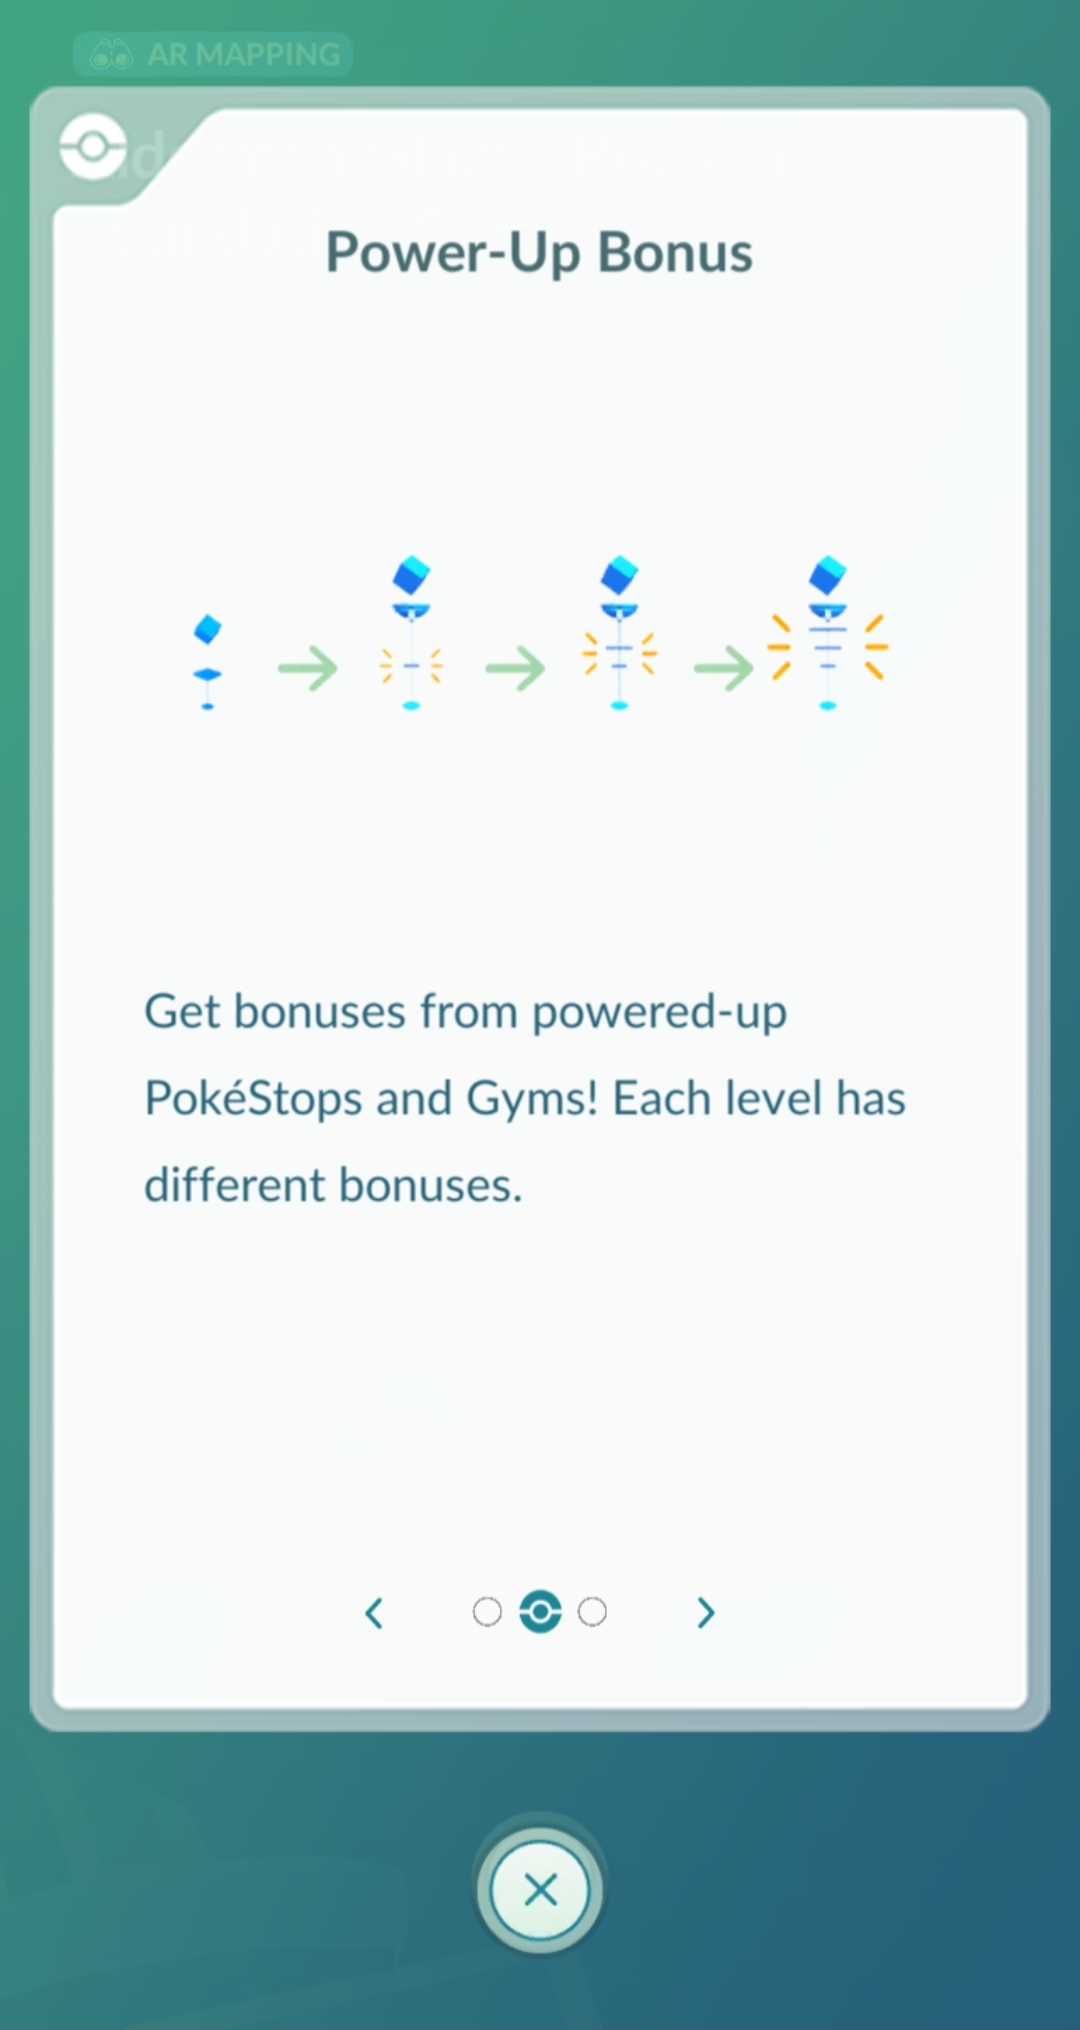 AR MAPPING
Power-Up Bonus
Get bonuses from powered-up
PokéStops and Gyms! Each level has
different bonuses.